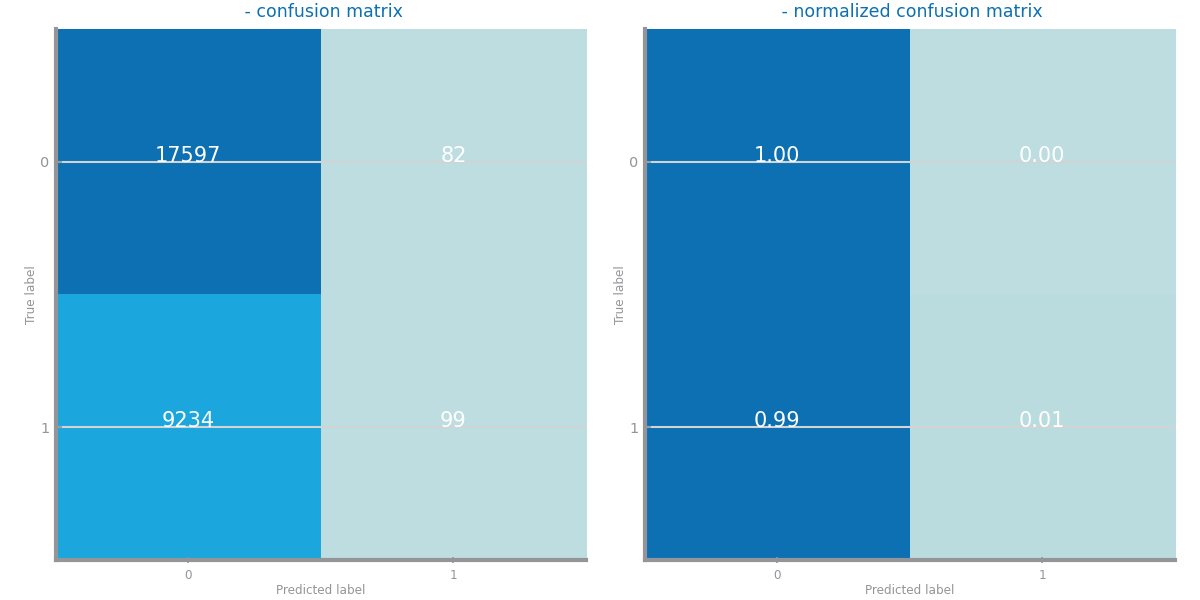 - confusion matrix
0
17597
82
True label
1
9234
99
0
1
Predicted label
- normalized confusion matrix
0
1.00
0.00
True label
1
0.99
0.01
0
1
Predicted label